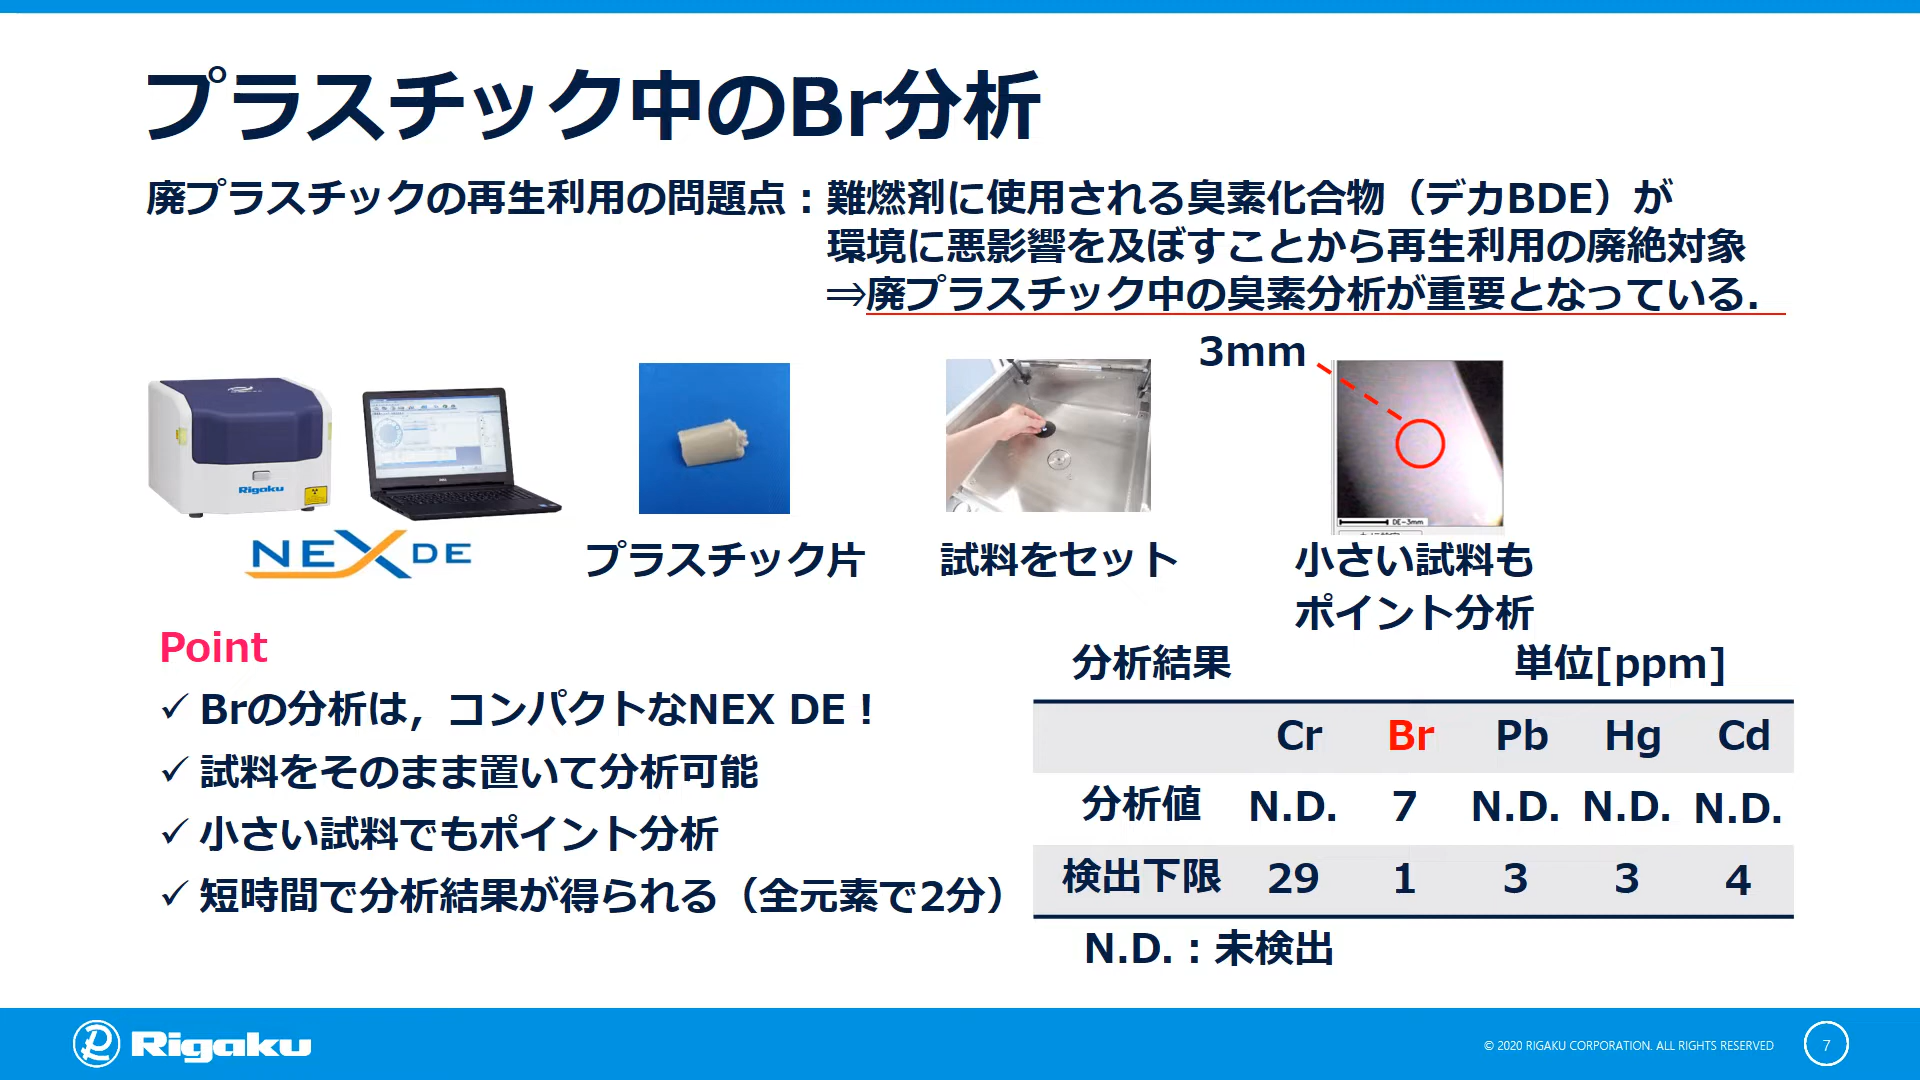 プラスチック中のBr分析
廃プラスチックの再生利用の問題点：難燃剤に使用される臭素化合物（デカBDE）が
環境に悪影響を及ぼすことから再生利用の廃絶対象
⇒廃プラスチック中の臭素分析が重要となっている.
3mm
Rigaku
DELL
DE-3mm
NEX DE
プラスチック片
試料をセット
小さい試料も
ポイント分析
Point
✓ Brの分析は，コンパクトなNEX DE！
✓ 試料をそのまま置いて分析可能
✓ 小さい試料でもポイント分析
✓ 短時間で分析結果が得られる（全元素で2分）
分析結果 単位[ppm]
Cr Br Pb Hg Cd
分析値 N.D. 7 N.D. N.D. N.D.
検出下限 29 1 3 3 4
N.D.：未検出
Rigaku
© 2020 RIGAKU CORPORATION. ALL RIGHTS RESERVED
7